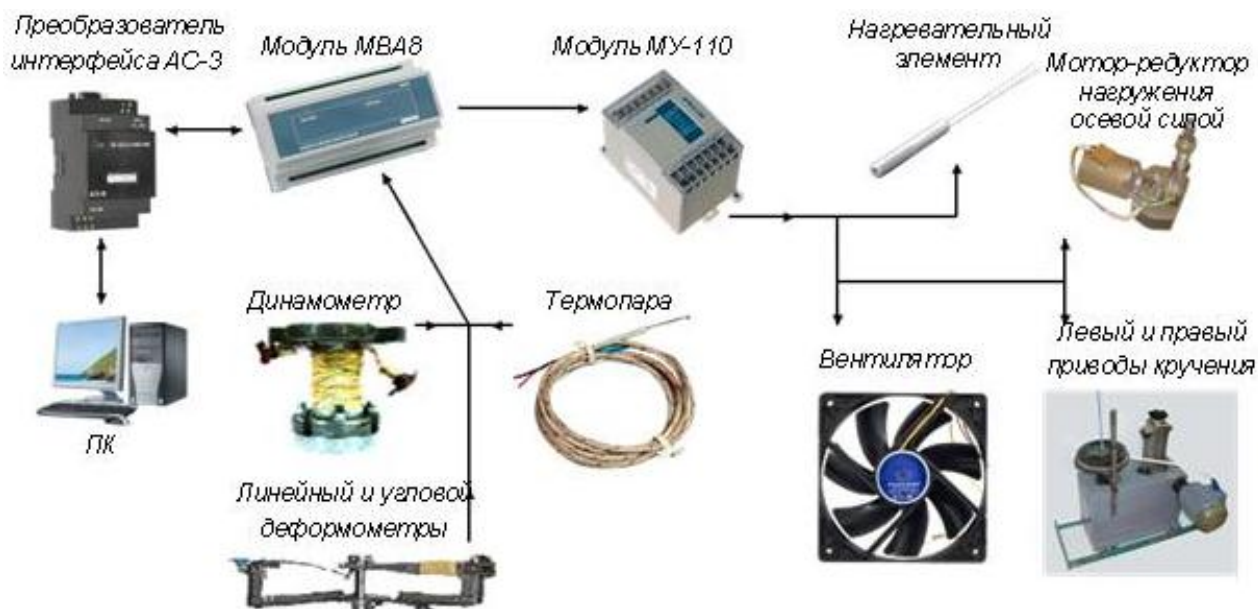 Преобразователь
интерфейса АС-3
Модуль МВА8
Модуль МУ-110
Нагревательный
элемент
Мотор-редуктор
нагружения
осевой силой
Динамометр
Термопара
ПК
Вентилятор
Левый и правый
приводы кручения
Линейный и угловой
деформометры